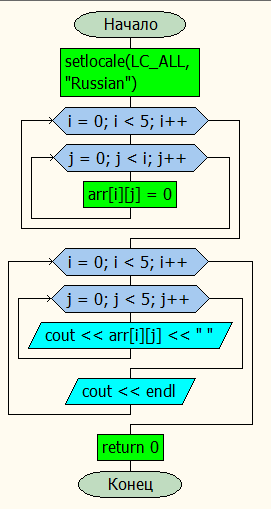 Начало
setlocale(LC_ALL,
"Russian")
i = 0; i < 5; i++
j = 0; j < i; j++
arr[i][j] = 0
i = 0; i < 5; i++
j = 0; j < 5; j++
cout << arr[i][j] << " "
cout << endl
return 0
Конец